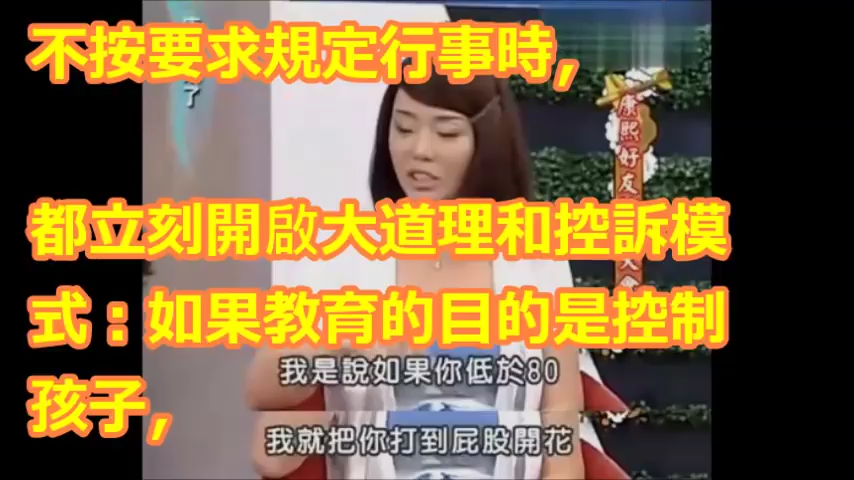 不按要求規定行事時，
都立刻開啟大道理和控訴模
式：如果教育的目的是控制
孩子，
了
康熙好友
大會
我是說如果你低於80
我就把你打到屁股開花